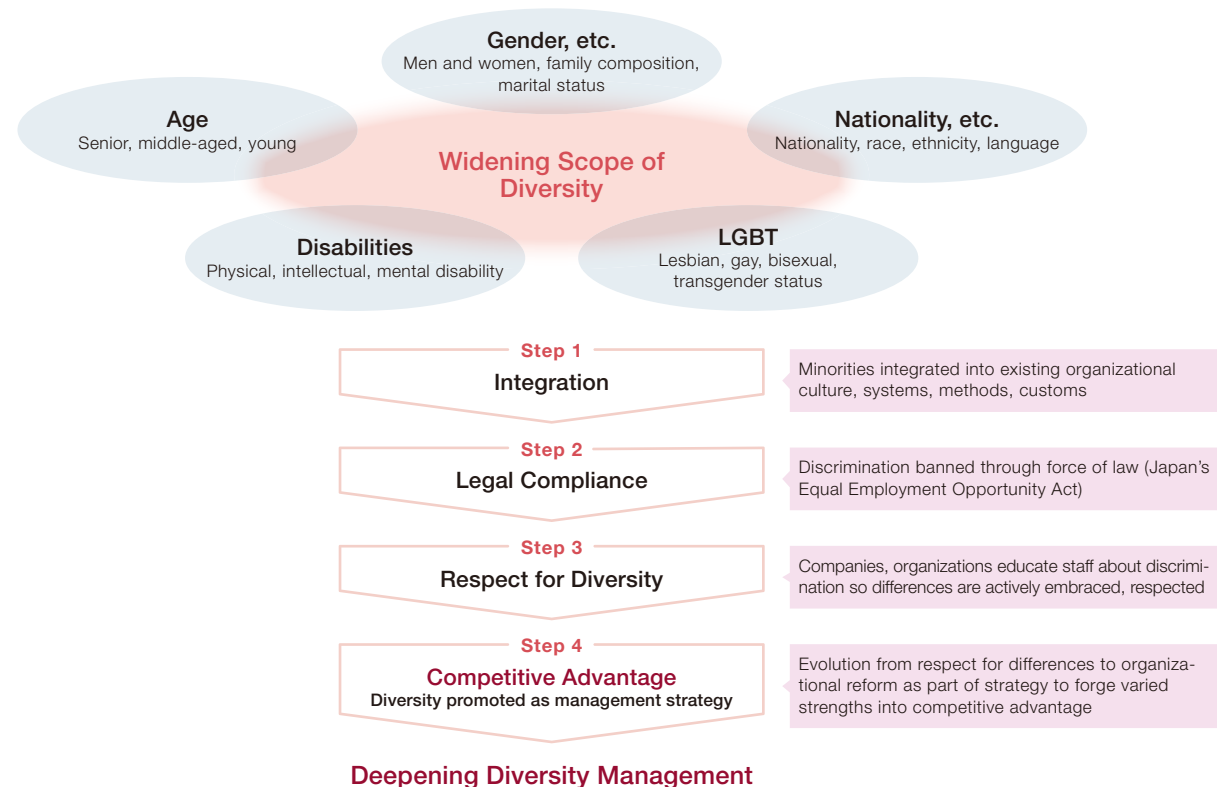 Gender, etc.
Men and women, family composition,
marital status
Age
Senior, middle-aged, young
Nationality, etc.
Nationality, race, ethnicity, language
Widening Scope of
Diversity
Disabilities
Physical, intellectual, mental disability
LGBT
Lesbian, gay, bisexual,
transgender status
Step 1
Integration
Minorities integrated into existing organizational
culture, systems, methods, customs
Step 2
Legal Compliance
Discrimination banned through force of law (Japan’s
Equal Employment Opportunity Act)
Step 3
Respect for Diversity
Companies, organizations educate staff about discrimi-
nation so differences are actively embraced, respected
Step 4
Competitive Advantage
Diversity promoted as management strategy
Evolution from respect for differences to organiza-
tional reform as part of strategy to forge varied
strengths into competitive advantage
Deepening Diversity Management